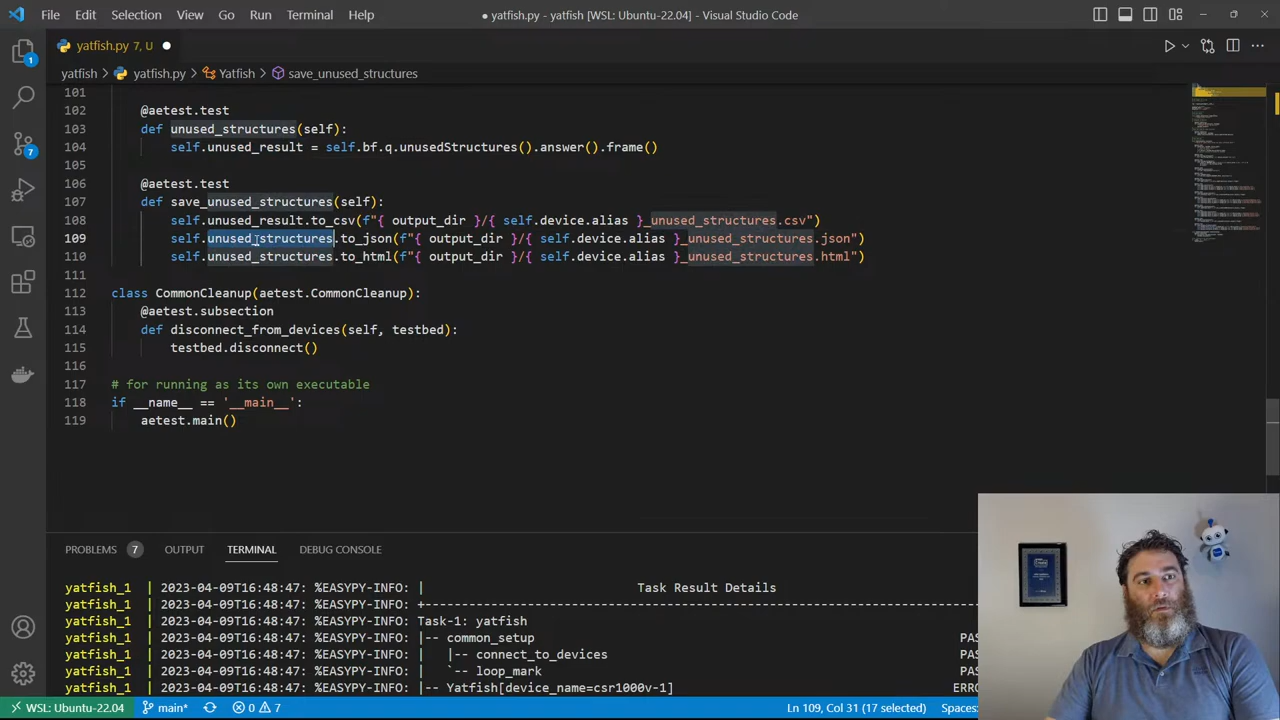 File Edit Selection View Go Run Terminal Help
● yatfish.py - yatfish [WSL: Ubuntu-22.04] - Visual Studio Code
yatfish.py 7, U
yatfish > yatfish.py > Yatfish > save_unused_structures
101
102 @aetest.test
103 def unused_structures(self):
104 self.unused_result = self.bf.q.unusedStructures().answer().frame()
105
106 @aetest.test
107 def save_unused_structures(self):
108 self.unused_result.to_csv(f"{ output_dir }/{ self.device.alias }_unused_structures.csv")
109 self.unused_structures.to_json(f"{ output_dir }/{ self.device.alias }_unused_structures.json")
110 self.unused_structures.to_html(f"{ output_dir }/{ self.device.alias }_unused_structures.html")
111
112 class CommonCleanup(aetest.CommonCleanup):
113 @aetest.subsection
114 def disconnect_from_devices(self, testbed):
115 testbed.disconnect()
116
117 # for running as its own executable
118 if __name__ == '__main__':
119 aetest.main()
1
7
PROBLEMS 7 OUTPUT TERMINAL DEBUG CONSOLE
yatfish_1 | 2023-04-09T16:48:47: %EASYPY-INFO: | Task Result Details
yatfish_1 | 2023-04-09T16:48:47: %EASYPY-INFO: +------------------------------------------------------------------------------
yatfish_1 | 2023-04-09T16:48:47: %EASYPY-INFO: Task-1: yatfish
yatfish_1 | 2023-04-09T16:48:47: %EASYPY-INFO: |-- common_setup PAS
yatfish_1 | 2023-04-09T16:48:47: %EASYPY-INFO: | |-- connect_to_devices PAS
yatfish_1 | 2023-04-09T16:48:47: %EASYPY-INFO: | `-- loop_mark PAS
yatfish_1 | 2023-04-09T16:48:47: %EASYPY-INFO: |-- Yatfish[device_name=csr1000v-1] ERRO
WSL: Ubuntu-22.04 main* 0 7 Ln 109, Col 31 (17 selected) Spaces: